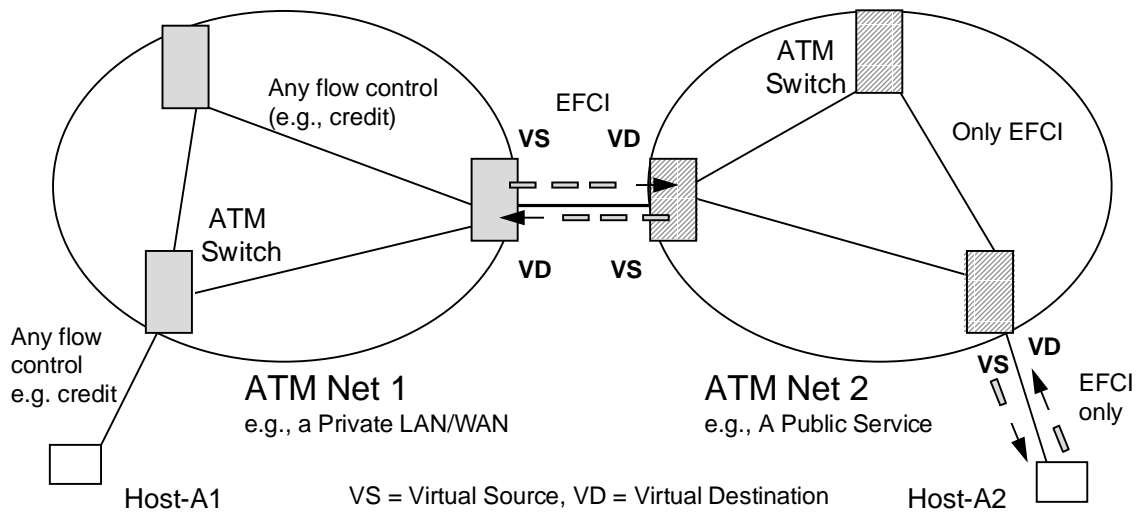 Any flow control
(e.g., credit)
EFCI
ATM
Switch
Only EFCI
VS
VD
ATM
Switch
VD
VS
Any flow
control
e.g. credit
ATM Net 1
e.g., a Private LAN/WAN
ATM Net 2
e.g., A Public Service
VS
VD
EFCI
only
Host-A1
VS = Virtual Source, VD = Virtual Destination
Host-A2